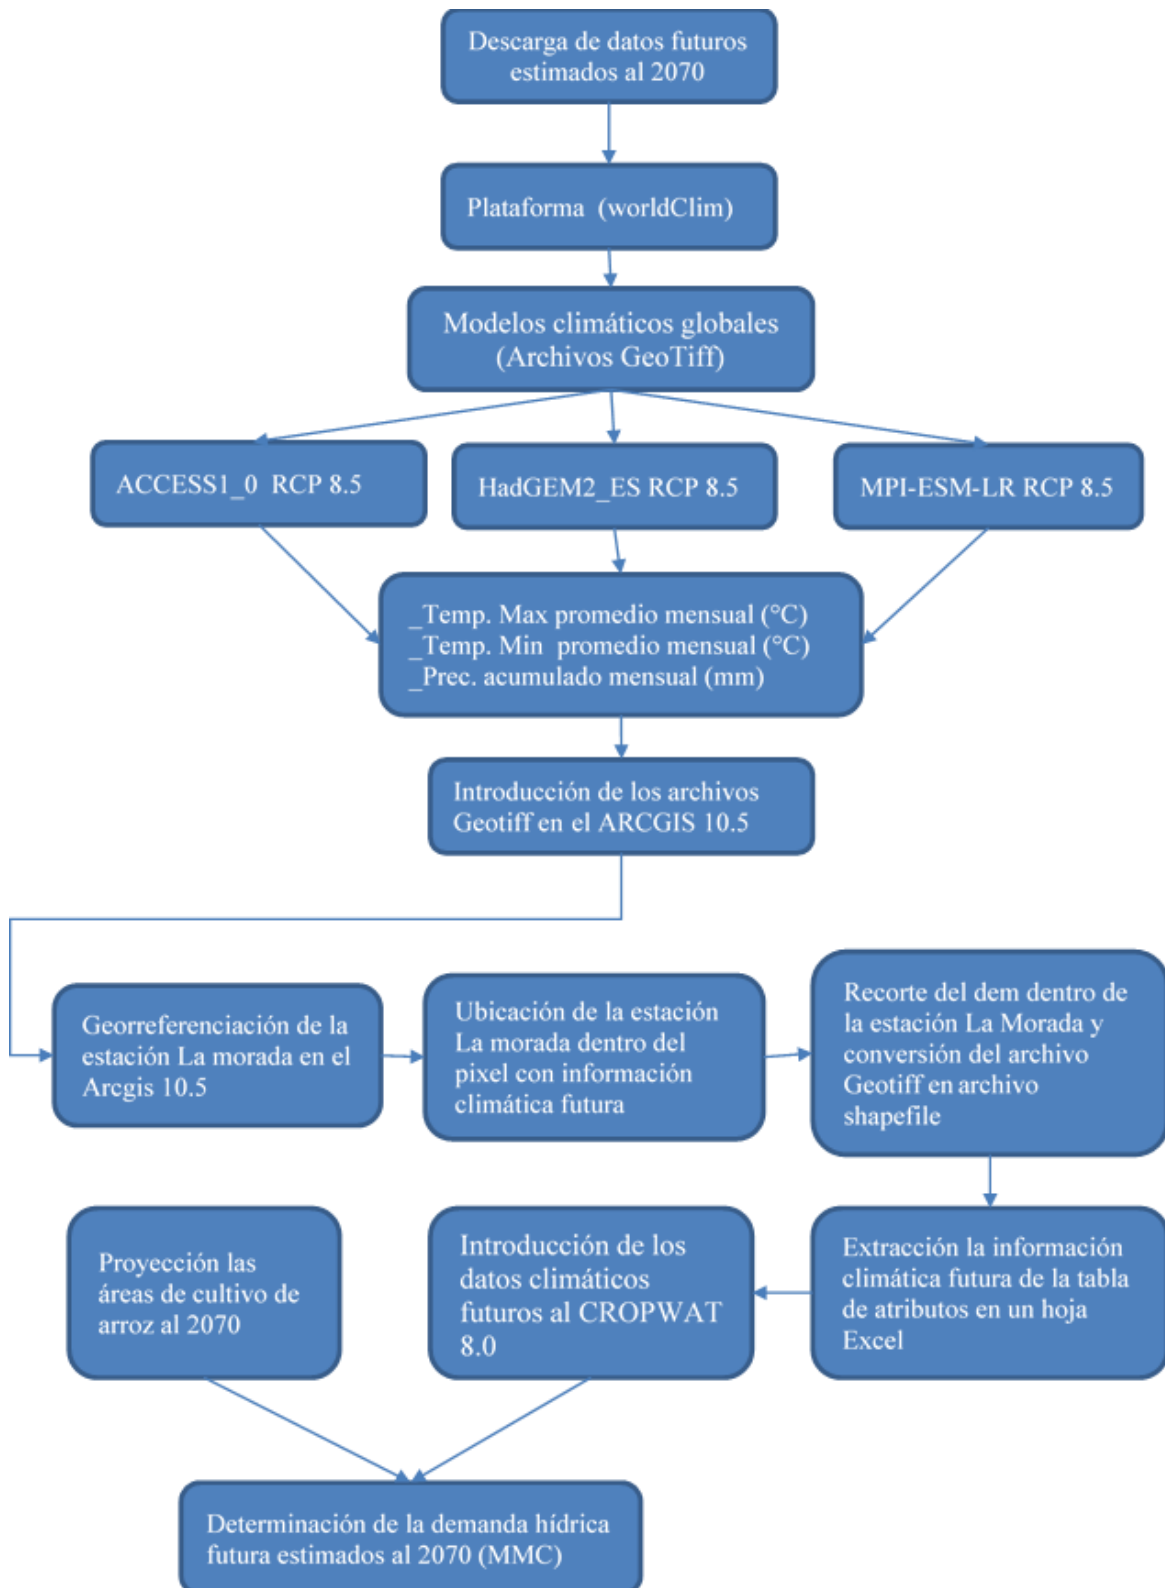 Descarga de datos futuros
estimados al 2070
Plataforma (worldClim)
Modelos climáticos globales
(Archivos GeoTiff)
ACCESS1_0 RCP 8.5
HadGEM2_ES RCP 8.5
MPI-ESM-LR RCP 8.5
_Temp. Max promedio mensual (°C)
_Temp. Min promedio mensual (°C)
_Prec. acumulado mensual (mm)
Introducción de los archivos
Geotiff en el ARCGIS 10.5
Georreferenciación de la
estación La morada en el
Arcgis 10.5
Ubicación de la estación
La morada dentro del
pixel con información
climática futura
Recorte del dem dentro de
la estación La Morada y
conversión del archivo
Geotiff en archivo
shapefile
Extracción la información
climática futura de la tabla
de atributos en un hoja
Excel
Introducción de los
datos climáticos
futuros al CROPWAT
8.0
Proyección las
áreas de cultivo de
arroz al 2070
Determinación de la demanda hídrica
futura estimados al 2070 (MMC)